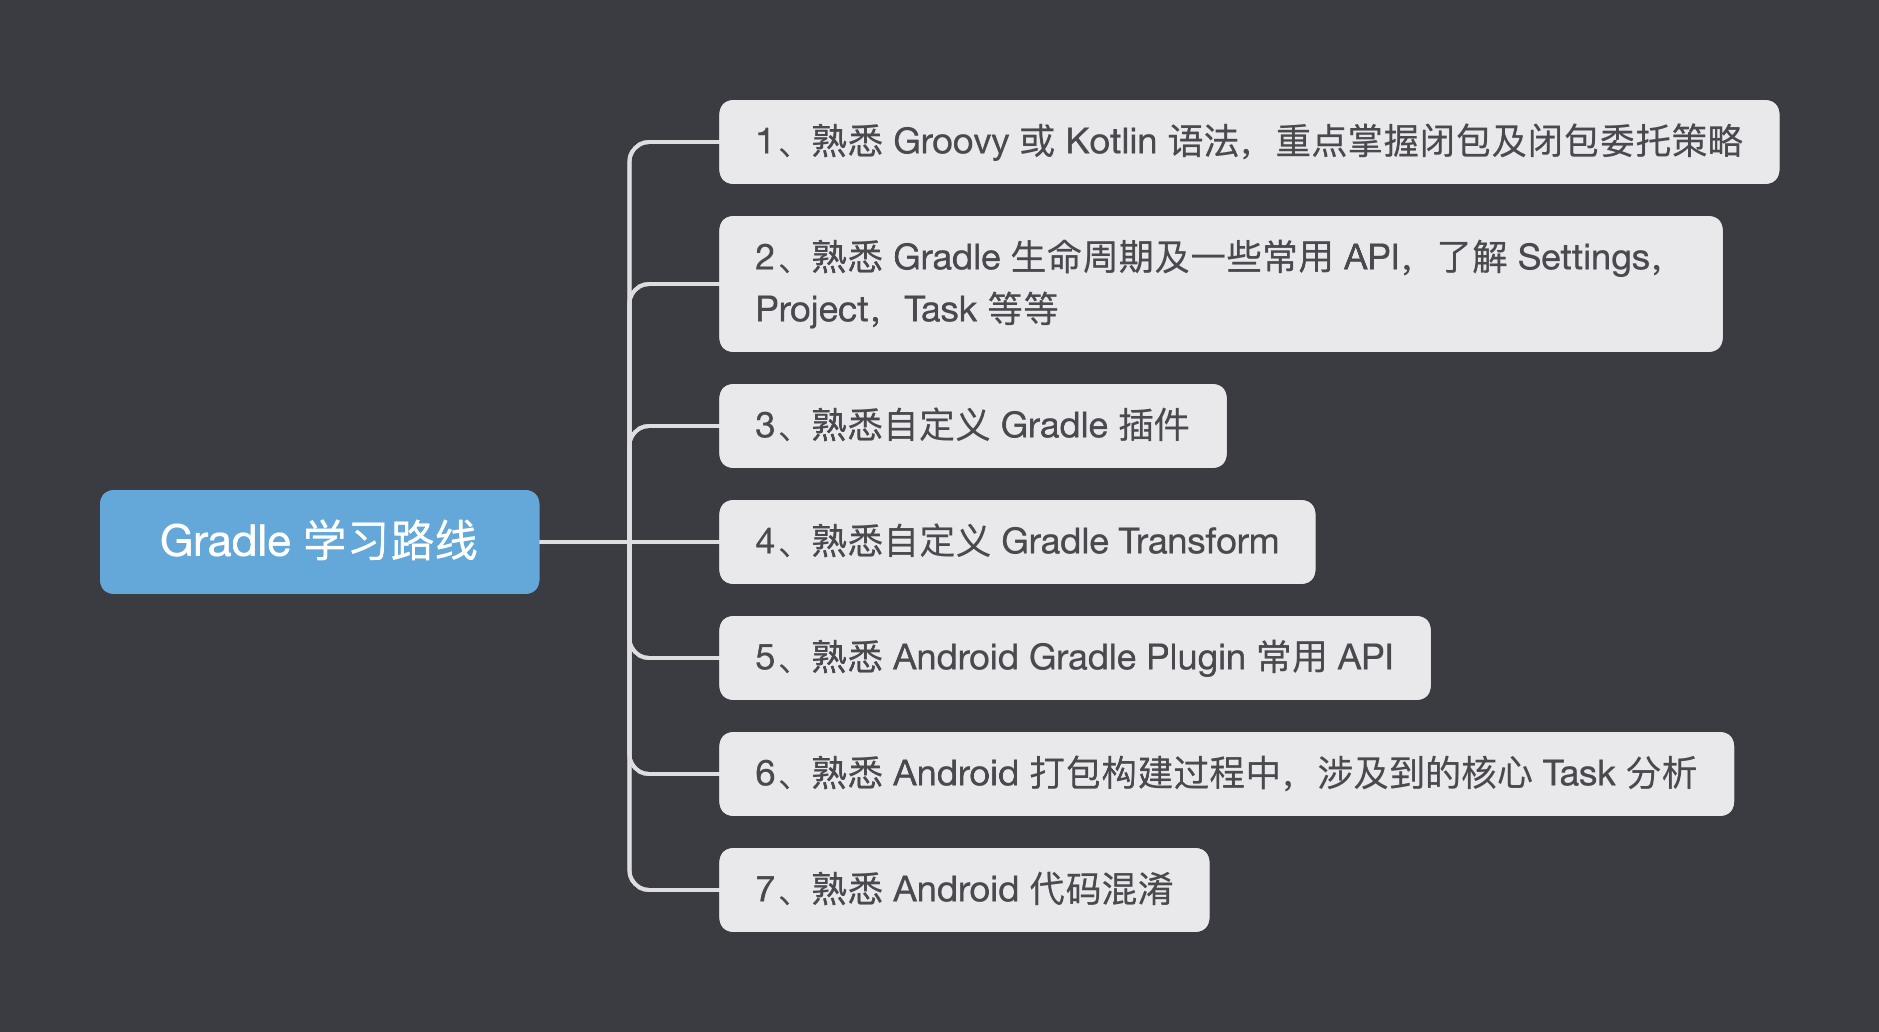 Gradle 学习路线
1、熟悉 Groovy 或 Kotlin 语法，重点掌握闭包及闭包委托策略
2、熟悉 Gradle 生命周期及一些常用 API，了解 Settings，
Project，Task 等等
3、熟悉自定义 Gradle 插件
4、熟悉自定义 Gradle Transform
5、熟悉 Android Gradle Plugin 常用 API
6、熟悉 Android 打包构建过程中，涉及到的核心 Task 分析
7、熟悉 Android 代码混淆